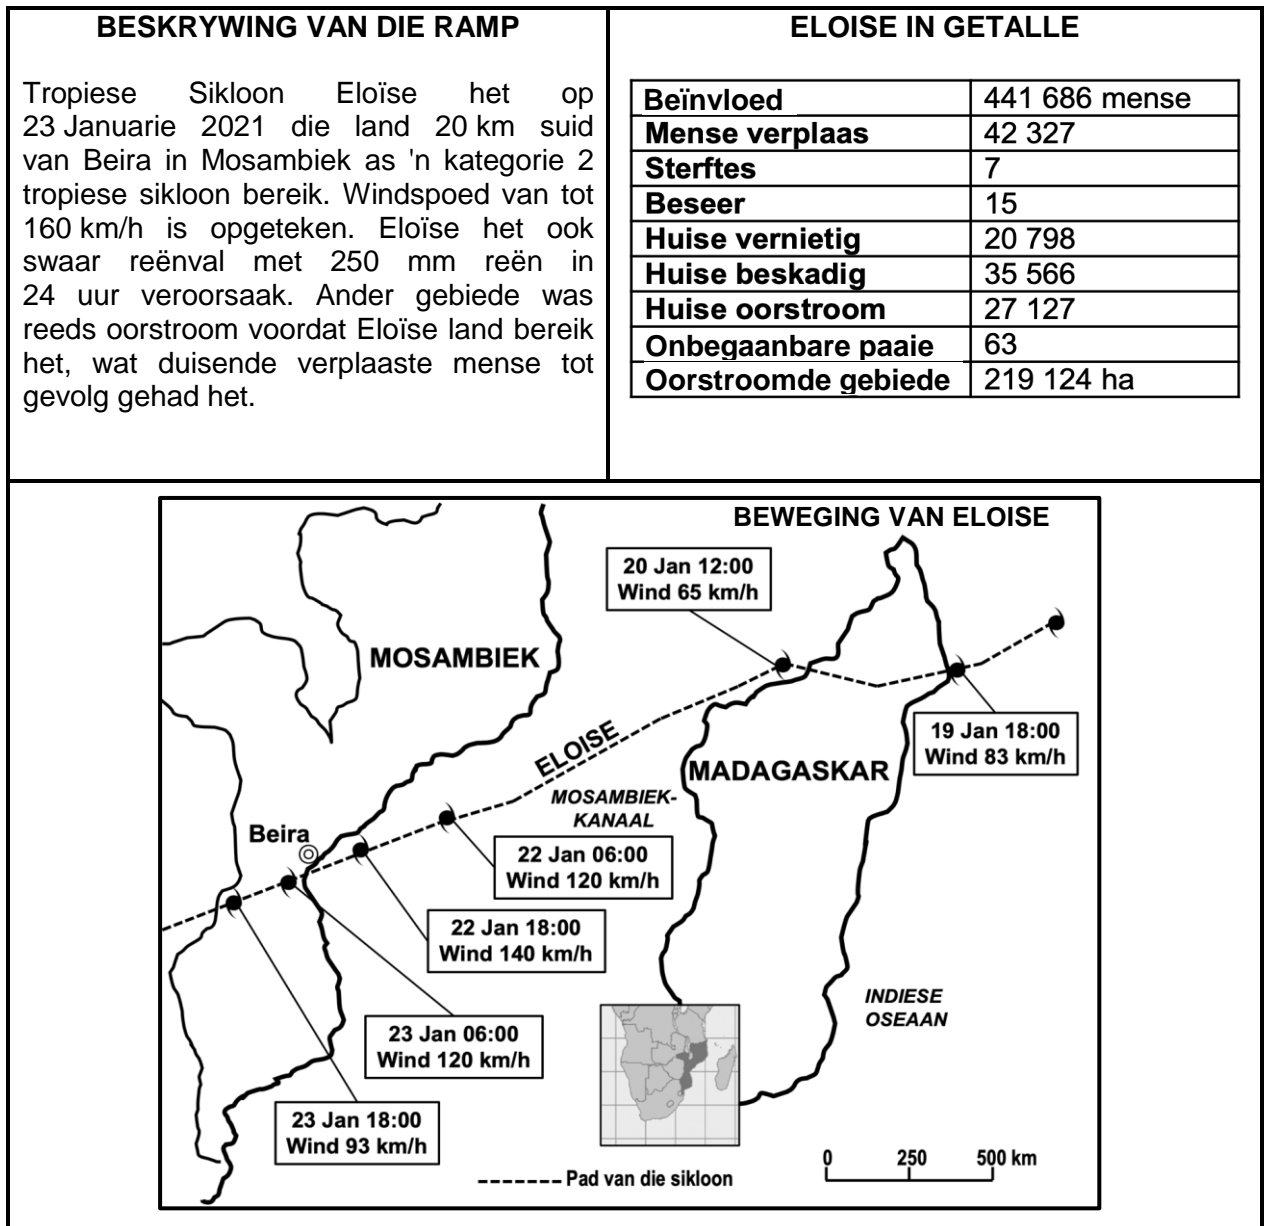 BESKRYWING VAN DIE RAMP
Tropiese Sikloon Eloïse het op
23 Januarie 2021 die land 20 km suid
van Beira in Mosambiek as 'n kategorie 2
tropiese sikloon bereik. Windspoed van tot
160 km/h is opgeteken. Eloïse het ook
swaar reënval met 250 mm reën in
24 uur veroorsaak. Ander gebiede was
reeds oorstroom voordat Eloïse land bereik
het, wat duisende verplaaste mense tot
gevolg gehad het.
ELOISE IN GETALLE
Beïnvloed 441 686 mense
Mense verplaas 42 327
Sterftes 7
Beseer 15
Huise vernietig 20 798
Huise beskadig 35 566
Huise oorstroom 27 127
Onbegaanbare paaie 63
Oorstroomde gebiede 219 124 ha
BEWEGING VAN ELOISE
20 Jan 12:00
Wind 65 km/h
MOSAMBIEK
19 Jan 18:00
Wind 83 km/h
ELOISE
MADAGASKAR
MOSAMBIEK-
KANAAL
Beira
22 Jan 06:00
Wind 120 km/h
22 Jan 18:00
Wind 140 km/h
INDIESE
OSEAAN
23 Jan 06:00
Wind 120 km/h
23 Jan 18:00
Wind 93 km/h
0 250 500 km
Pad van die sikloon